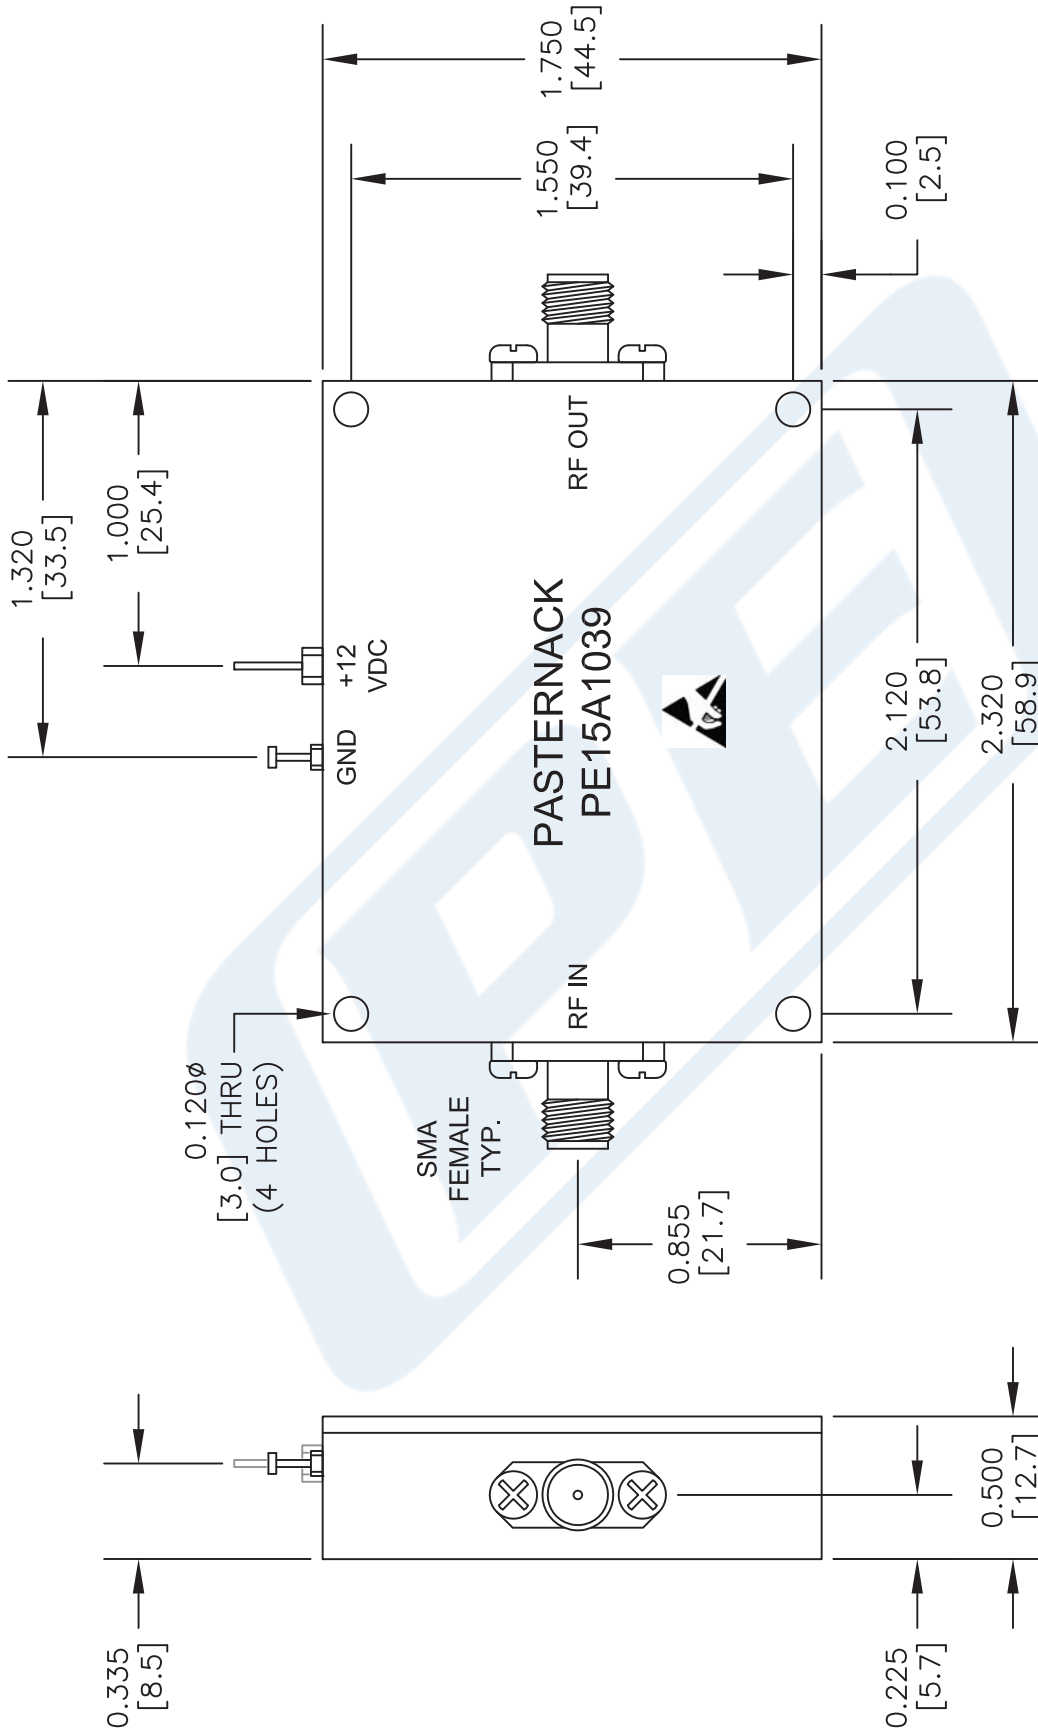 0.335
[8.5]
0.225
[5.7]
0.500
[12.7]
0.120ø
[3.0] THRU
(4 HOLES)
SMA
FEMALE
TYP.
0.855
[21.7]
1.320
[33.5]
1.000
[25.4]
GND
+12
VDC
RF IN
PASTERNACK
PE15A1039
RF OUT
2.120
[53.8]
2.320
[58.9]
1.750
[44.5]
1.550
[39.4]
0.100
[2.5]
PE